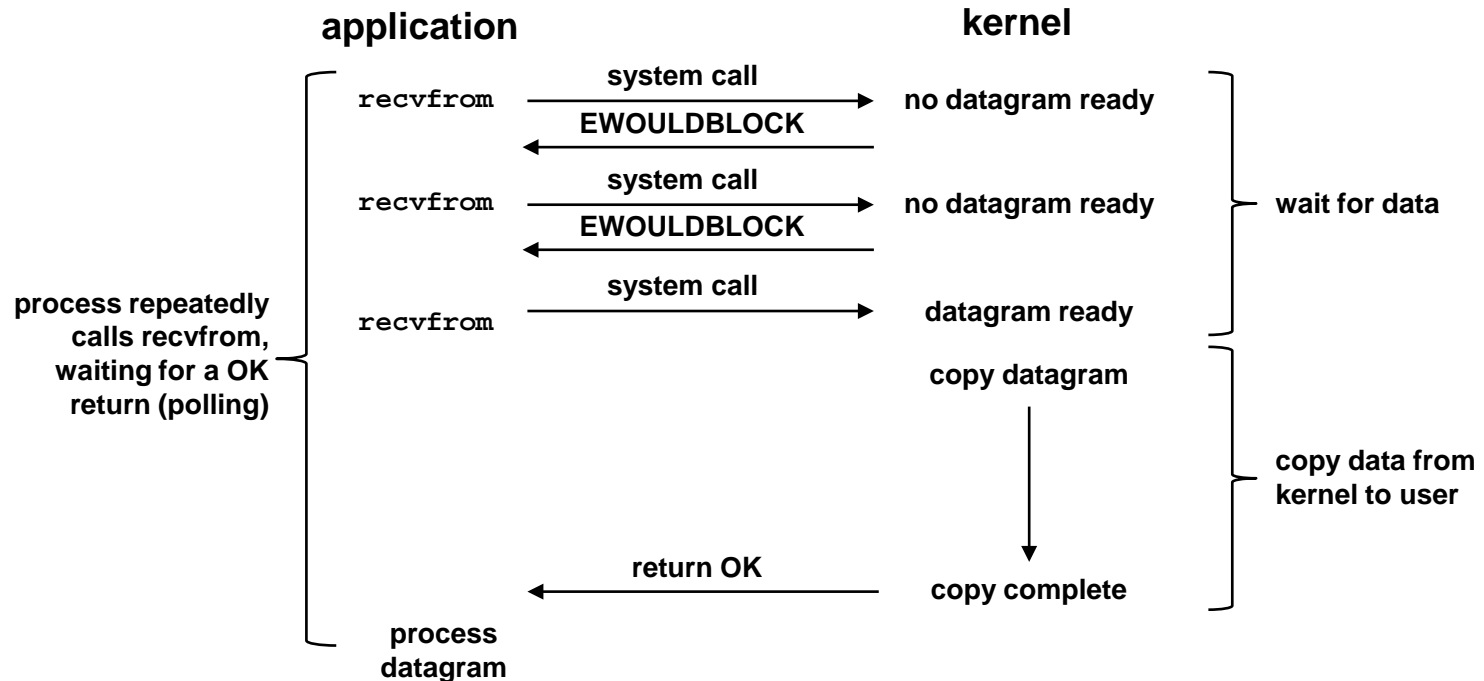 application
kernel
system call
recvfrom
no datagram ready
EWOULDBLOCK
system call
recvfrom
no datagram ready
wait for data
EWOULDBLOCK
system call
process repeatedly
calls recvfrom,
waiting for a OK
return (polling)
recvfrom
datagram ready
copy datagram
copy data from
kernel to user
return OK
copy complete
process
datagram